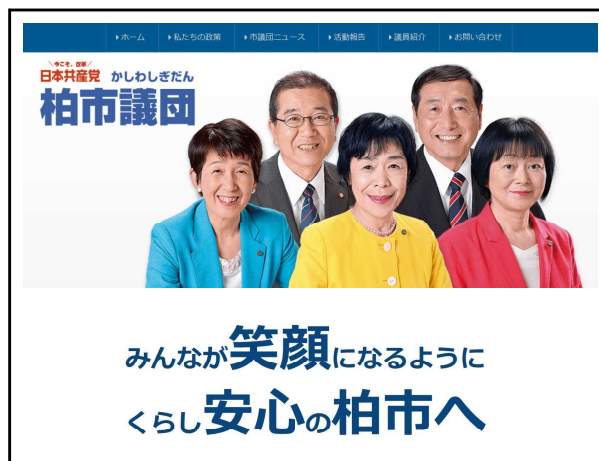 ▸ホーム ▸私たちの政策 ▸市議団ニュース ▸活動報告 ▸議員紹介 ▸お問い合わせ
今こそ、改革
日本共産党 かしわしぎだん
柏市議団
みんなが笑顔になるように
くらし安心の柏市へ